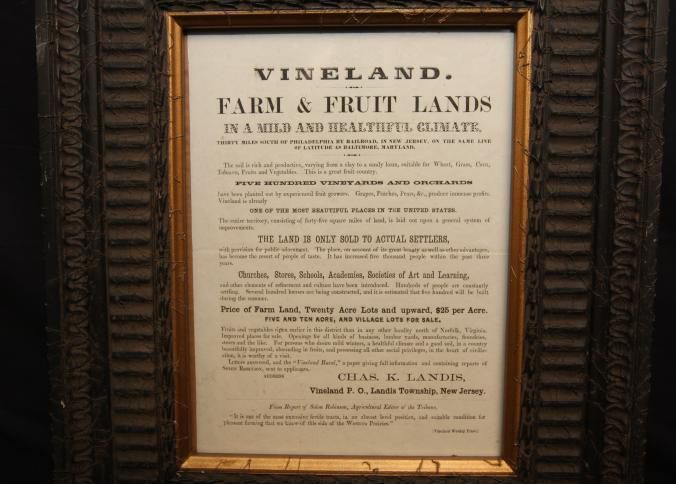 VINELAND.
FARM & FRUIT LANDS
IN A MILD AND HEALTHFUL CLIMATE,
THIRTY MILES SOUTH OF PHILADELPHIA BY RAILROAD, IN NEW JERSEY, ON THE SAME LINE
OF LATITUDE AS BALTIMORE, MARYLAND.
The soil is rich and productive, varying from a clay to a sandy loam, suitable for Wheat, Grass, Corn,
Tobacco, Fruits and Vegetables. This is a great fruit country.
FIVE HUNDRED VINEYARDS AND ORCHARDS
have been planted out by experienced fruit growers. Grapes, Peaches, Pears, &c., produce immense profits.
Vineland is already
ONE OF THE MOST BEAUTIFUL PLACES IN THE UNITED STATES.
The entire territory, consisting of forty-five square miles of land, is laid out upon a general system of
improvements.
THE LAND IS ONLY SOLD TO ACTUAL SETTLERS,
with provision for public adornment. The place, on account of its great beauty as well as other advantages,
has become the resort of people of taste. It has increased five thousand people within the past three
years.
Churches, Stores, Schools, Academies, Societies of Art and Learning,
and other elements of refinement and culture have been introduced. Hundreds of people are constantly
settling. Several hundred houses are being constructed, and it is estimated that five hundred will be built
during the summer.
Price of Farm Land, Twenty Acre Lots and upward, $25 per Acre.
FIVE AND TEN ACRE, AND VILLAGE LOTS FOR SALE.
Fruits and vegetables ripen earlier in this district than in any other locality north of Norfolk, Virginia.
Improved places for sale. Openings for all kinds of business, lumber yards, manufactories, foundries,
stores and the like. For persons who desire mild winters, a healthful climate and a good soil, in a country
beautifully improved, abounding in fruits, and possessing all other social privileges, in the heart of civiliz-
ation, it is worthy of a visit.
Letters answered, and the "Vineland Rural," a paper giving full information and containing reports of
SOLON ROBINSON, sent to applicants.
ADDRESS
CHAS. K. LANDIS,
Vineland P. O., Landis Township, New Jersey.
From Report of Solon Robinson, Agricultural Editor of the Tribune.
"It is one of the most extensive fertile tracts, in an almost level position, and suitable condition for
pleasant farming that we know of this side of the Western Prairies."
(Vineland Weekly Print.)